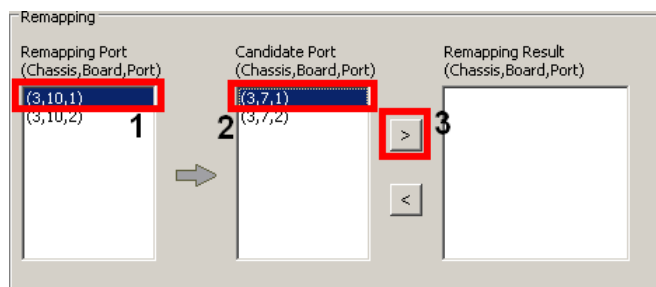 Remapping
Remapping Port
(Chassis,Board,Port)
Candidate Port
(Chassis,Board,Port)
Remapping Result
(Chassis,Board,Port)
(3,10,1)
(3,10,2)
1
(3,7,1)
(3,7,2)
2
>
3
<